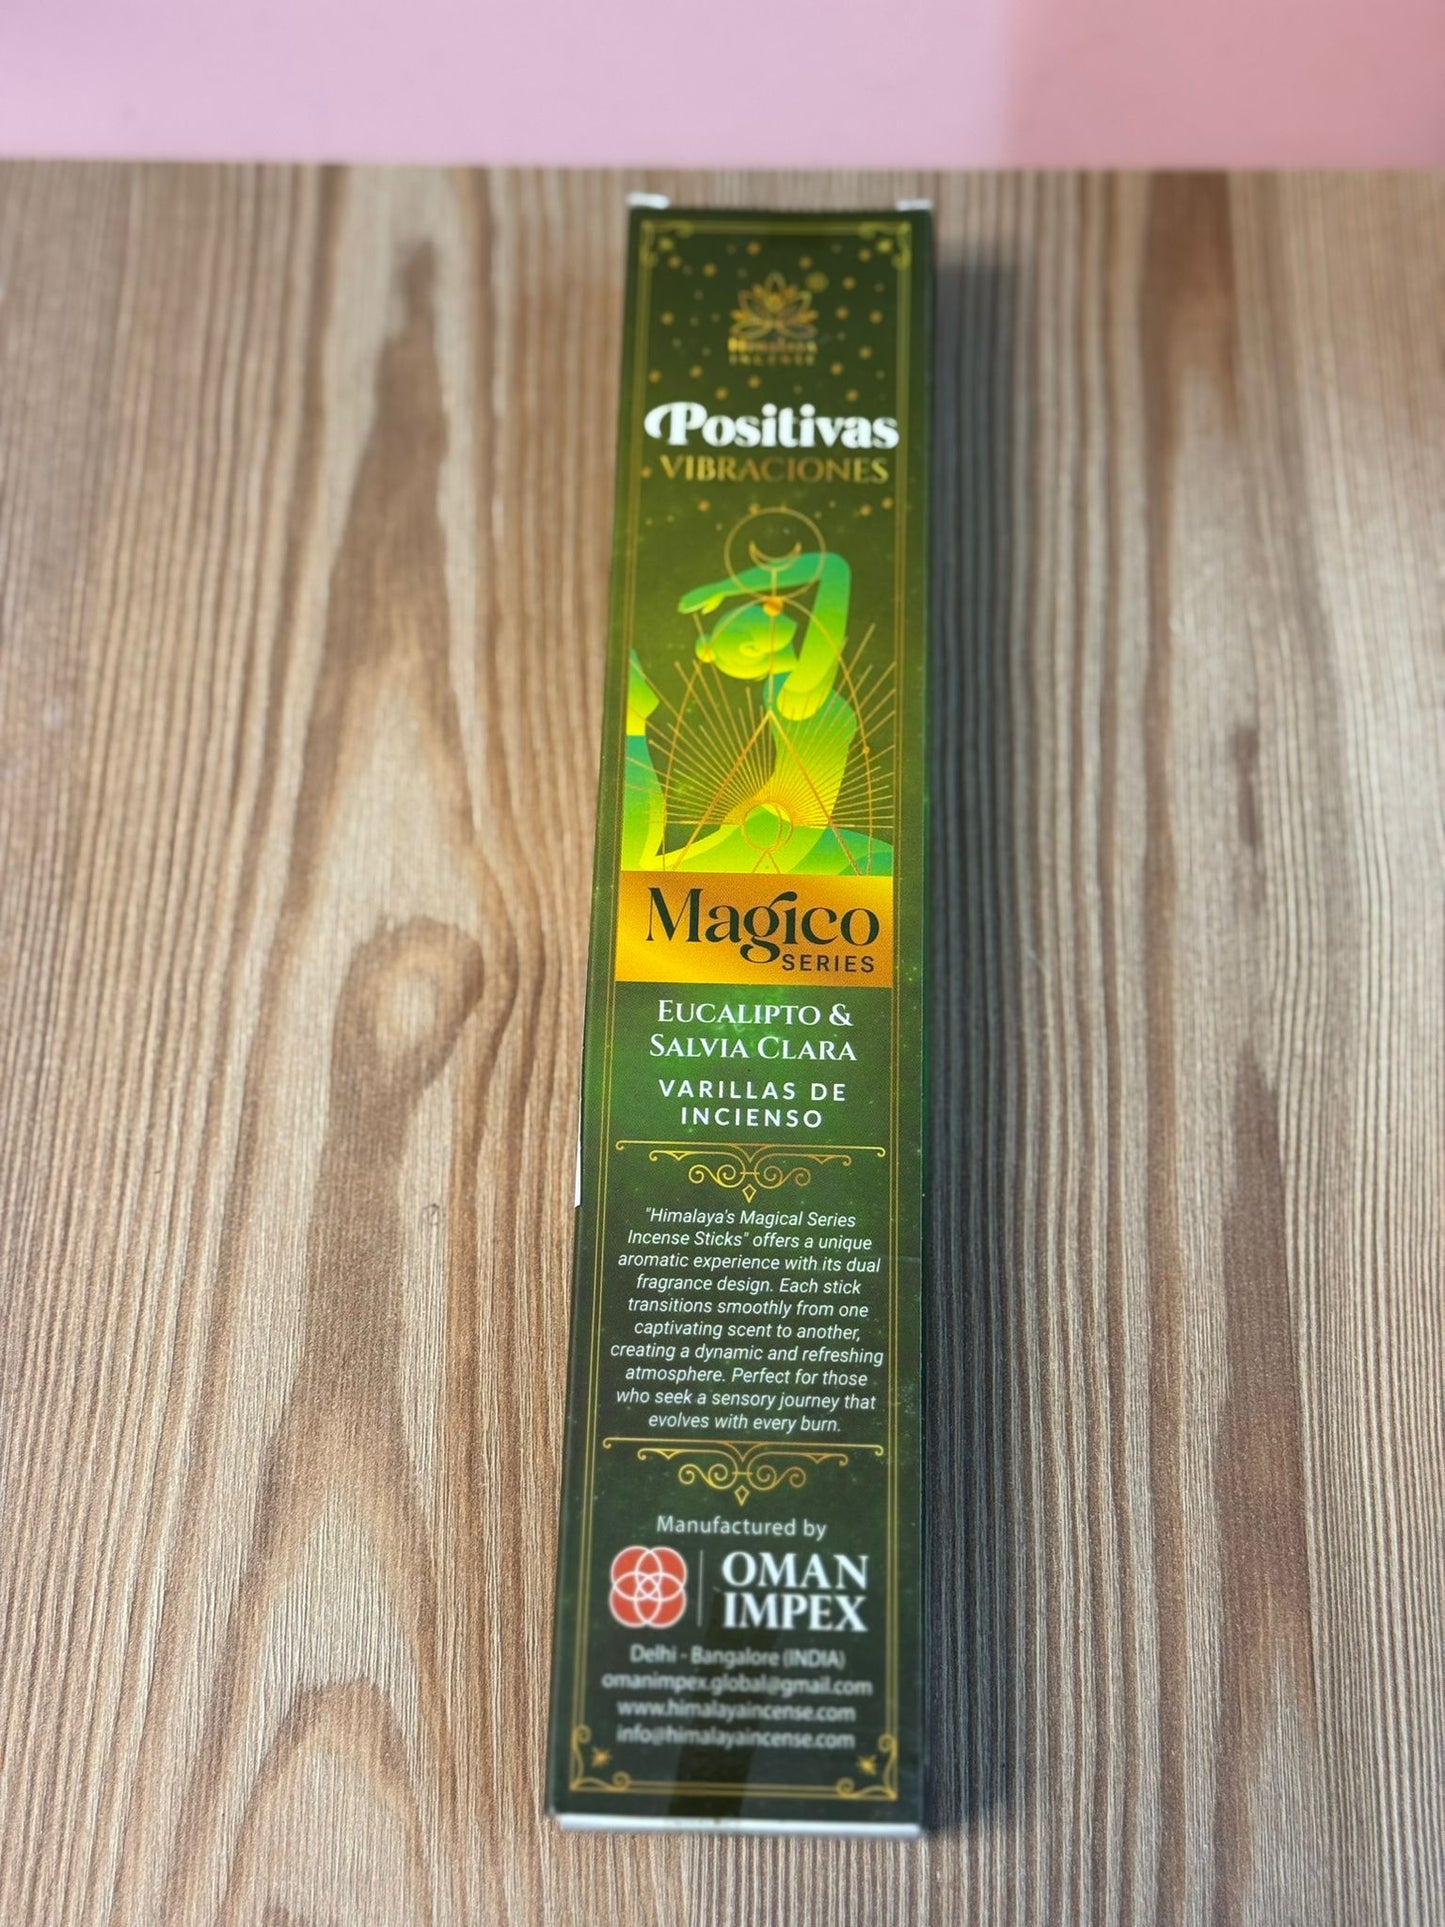 Himalaya
INCENSE
Positivas
VIBRACIONES
Magico
SERIES
EUCALIPTO &
SALVIA CLARA
VARILLAS DE
INCIENSO
"Himalaya's Magical Series
Incense Sticks" offers a unique
aromatic experience with its dual
fragrance design. Each stick
transitions smoothly from one
captivating scent to another,
creating a dynamic and refreshing
atmosphere. Perfect for those
who seek a sensory journey that
evolves with every burn.
Manufactured by
OMAN
IMPEX
Delhi - Bangalore (INDIA)
omanimpex.global@gmail.com
www.himalayaincense.com
info@himalayaincense.com